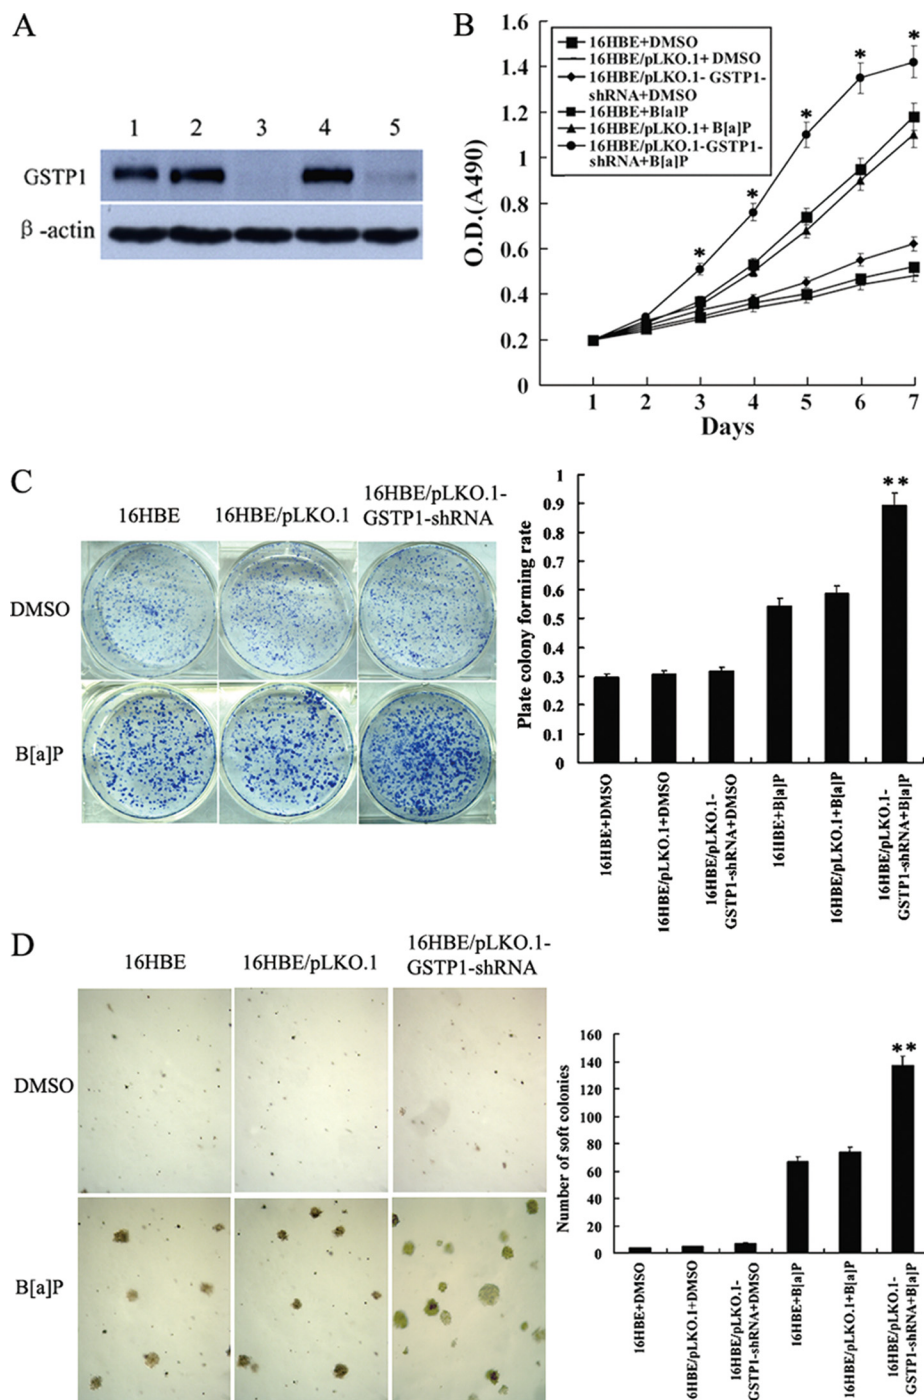 A
1 2 3 4 5
GSTP1
β-actin
B
16HBE+DMSO
16HBE/pLKO.1+DMSO
16HBE/pLKO.1-GSTP1-
shRNA+DMSO
16HBE+B[a]P
16HBE/pLKO.1+B[a]P
16HBE/pLKO.1-GSTP1-
shRNA+B[a]P
O.D.(A490)
1.6
1.4
1.2
1
0.8
0.6
0.4
0.2
0
* * * * *
1 2 3 4 5 6 7
Days
C
16HBE
16HBE/pLKO.1
16HBE/pLKO.1-
GSTP1-shRNA
DMSO
B[a]P
Plate colony forming rate
1
0.9
0.8
0.7
0.6
0.5
0.4
0.3
0.2
0.1
0
**
16HBE+DMSO
16HBE/pLKO.1+DMSO
16HBE/pLKO.1-
GSTP1-shRNA+DMSO
16HBE+B[a]P
16HBE/pLKO.1+B[a]P
16HBE/pLKO.1-
GSTP1-shRNA+B[a]P
D
16HBE
16HBE/pLKO.1
16HBE/pLKO.1-
GSTP1-shRNA
DMSO
B[a]P
Number of soft colonies
160
140
120
100
80
60
40
20
0
**
16HBE+DMSO
6HBE/pLKO.1+DMSO
16HBE/pLKO.1-
GSTP1-shRNA+DMSO
16HBE+B[a]P
16HBE/pLKO.1+B[a]P
16HBE/pLKO.1-
GSTP1-shRNA+B[a]P